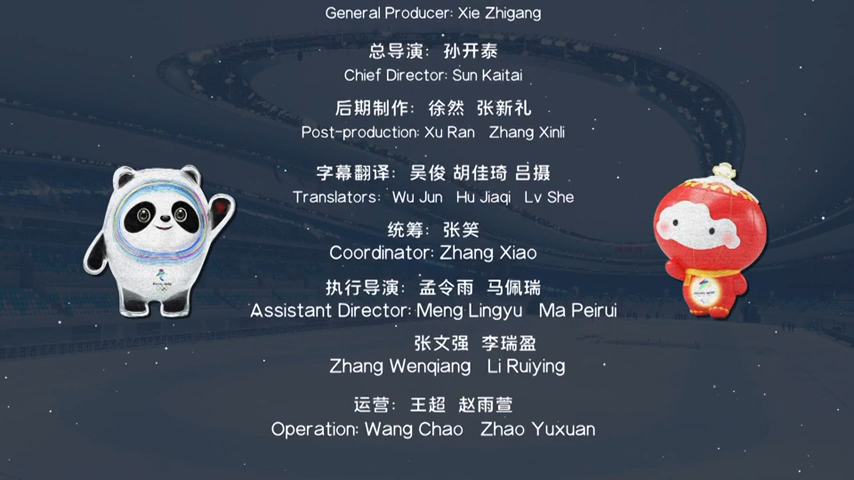 General Producer: Xie Zhigang
总导演：孙开泰
Chief Director: Sun Kaitai
后期制作：徐然 张新礼
Post-production: Xu Ran Zhang Xinli
字幕翻译：吴俊 胡佳琦 吕摄
Translators: Wu Jun Hu Jiaqi Lv She
统筹：张笑
Coordinator: Zhang Xiao
执行导演：孟令雨 马佩瑞
Assistant Director: Meng Lingyu Ma Peirui
张文强 李瑞盈
Zhang Wenqiang Li Ruiying
运营：王超 赵雨萱
Operation: Wang Chao Zhao Yuxuan